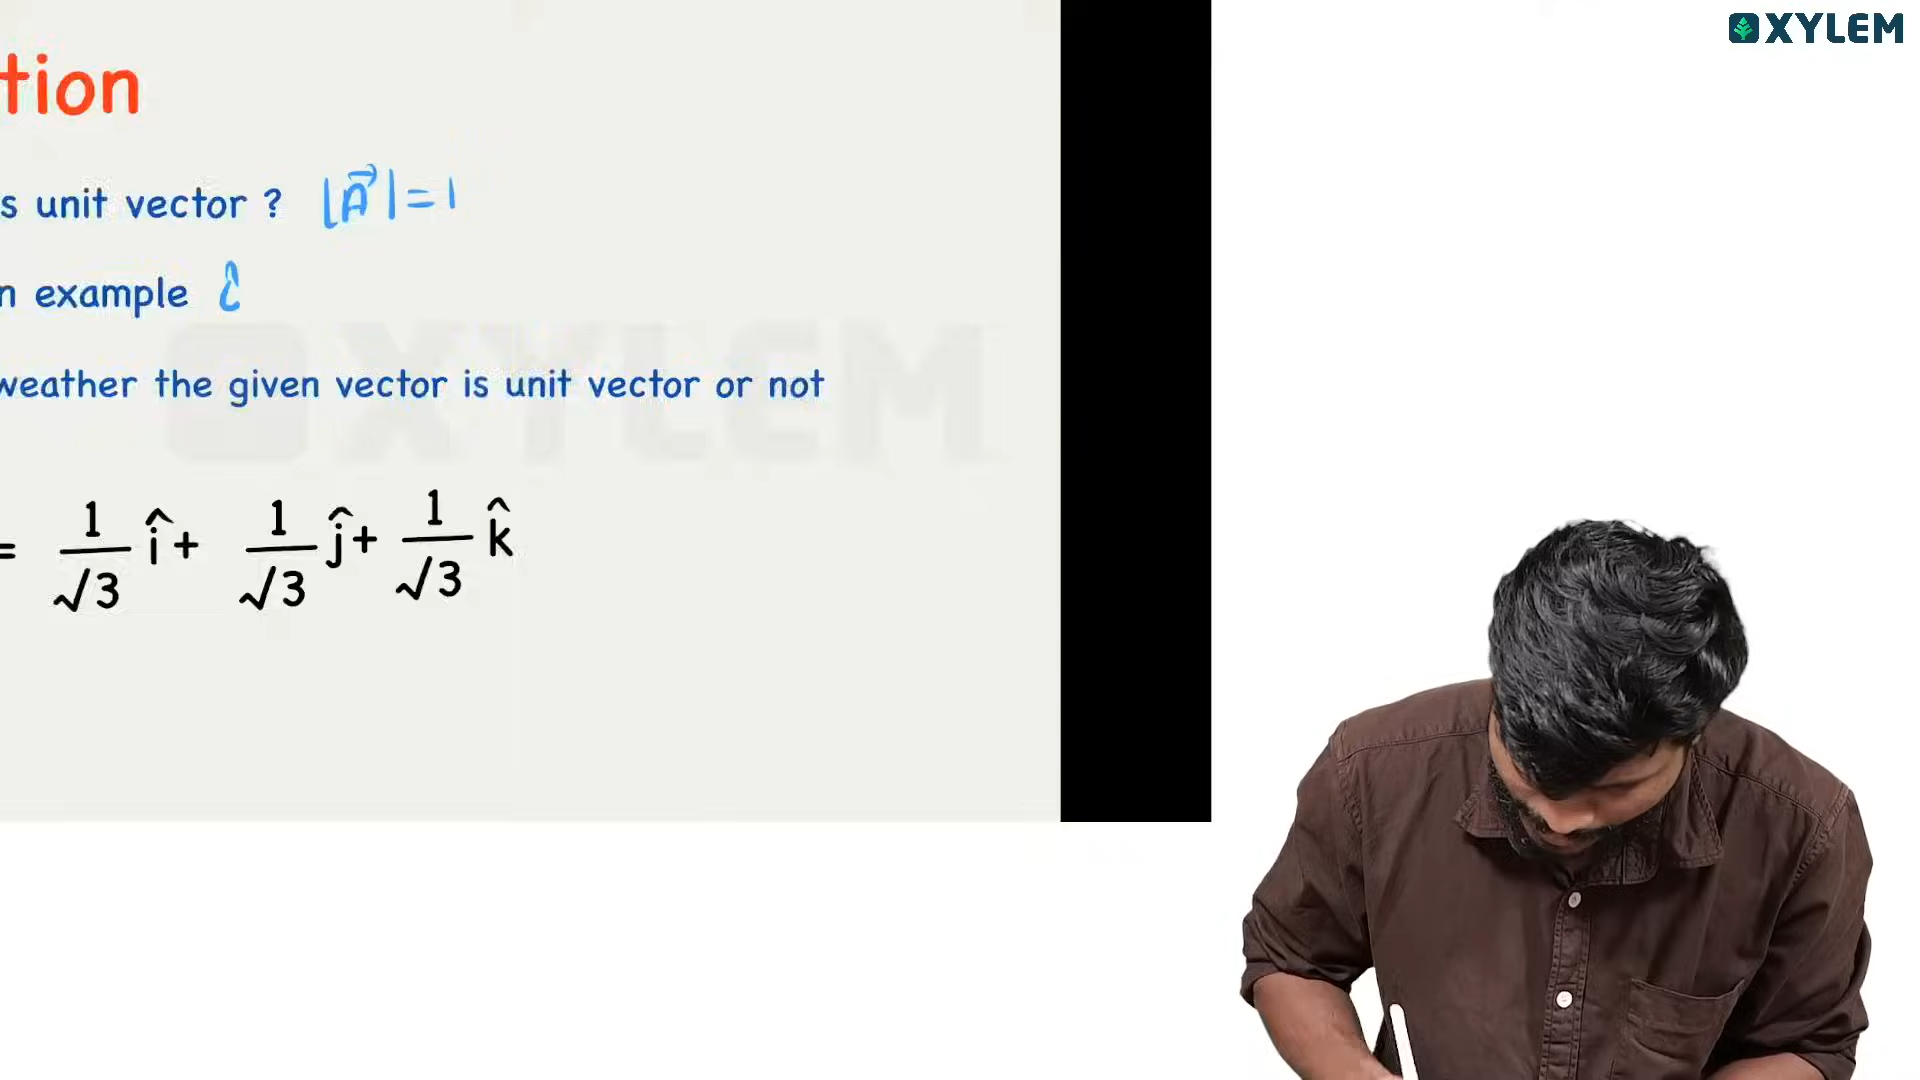 XYLEM
tion
s unit vector ? |A⃗| = 1
n example î
weather the given vector is unit vector or not
XYLEM
= 1/√3 î + 1/√3 ĵ + 1/√3 k̂